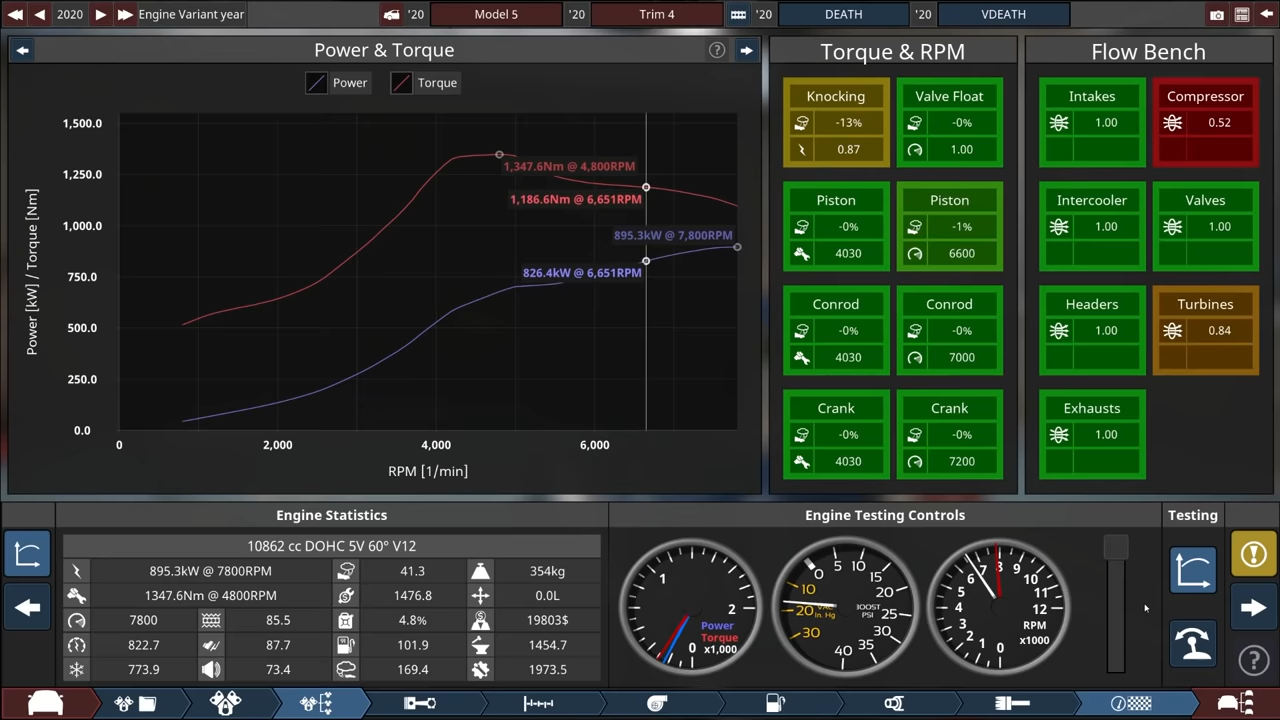 2020
Engine Variant year
'20
Model 5
'20
Trim 4
'20
DEATH
'20
VDEATH
Power & Torque
?
Power
Torque
1,500.0
1,250.0
1,000.0
750.0
500.0
250.0
0.0
Power [kW] / Torque [Nm]
1,347.6Nm @ 4,800RPM
1,186.6Nm @ 6,651RPM
895.3kW @ 7,800RPM
826.4kW @ 6,651RPM
0
2,000
4,000
6,000
RPM [1/min]
Torque & RPM
Knocking
-13%
0.87
Valve Float
-0%
1.00
Piston
-0%
4030
Piston
-1%
6600
Conrod
-0%
4030
Conrod
-0%
7000
Crank
-0%
4030
Crank
-0%
7200
Flow Bench
Intakes
1.00
Compressor
0.52
Intercooler
1.00
Valves
1.00
Headers
1.00
Turbines
0.84
Exhausts
1.00
Engine Statistics
10862 cc DOHC 5V 60° V12
895.3kW @ 7800RPM
41.3
354kg
1347.6Nm @ 4800RPM
1476.8
0.0L
7800
85.5
4.8%
19803$
822.7
87.7
101.9
1454.7
773.9
73.4
169.4
1973.5
Engine Testing Controls
1
2
0
Power
Torque
x1,000
0
5
10
15
20
25
30
35
40
10
20
30
VAC
In. Hg
BOOST
PSI
0
1
2
3
4
5
6
7
8
9
10
11
12
RPM
x1000
Testing
?